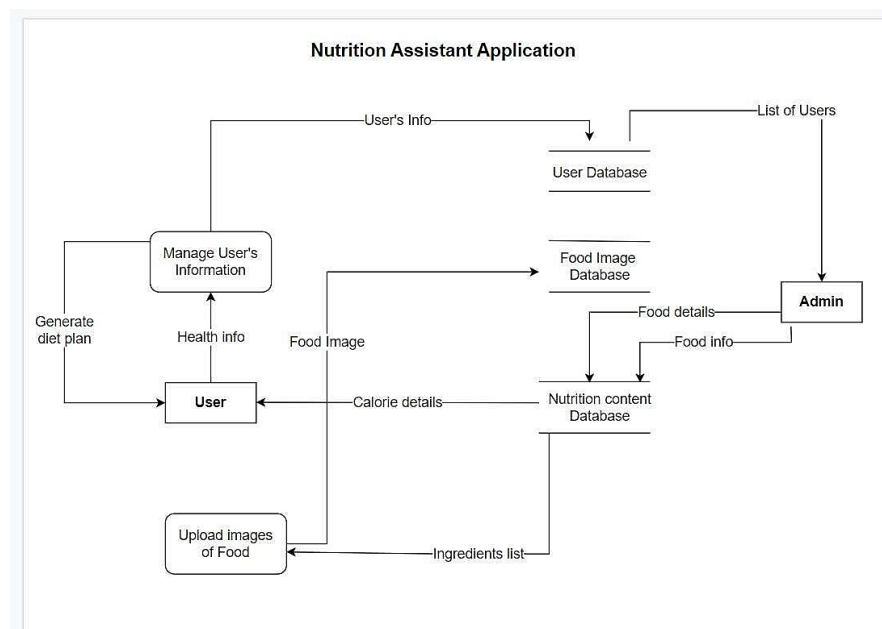 Nutrition Assistant Application
User's Info
List of Users
User Database
Manage User's
Information
Food Image
Database
Admin
Food details
Generate
diet plan
Health info
Food Image
Food info
User
Calorie details
Nutrition content
Database
Upload images
of Food
Ingredients list